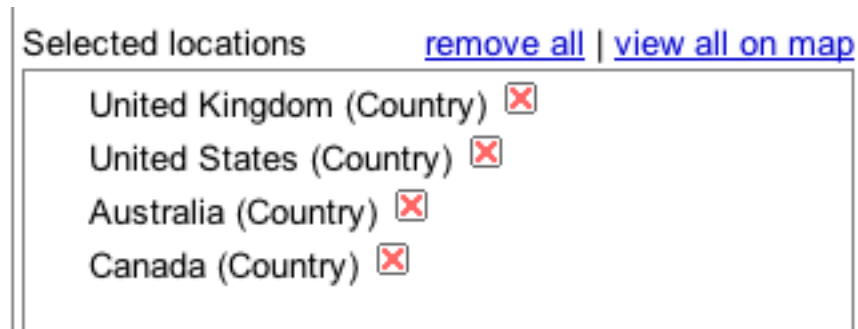 Selected locations remove all | view all on map
United Kingdom (Country)
United States (Country)
Australia (Country)
Canada (Country)